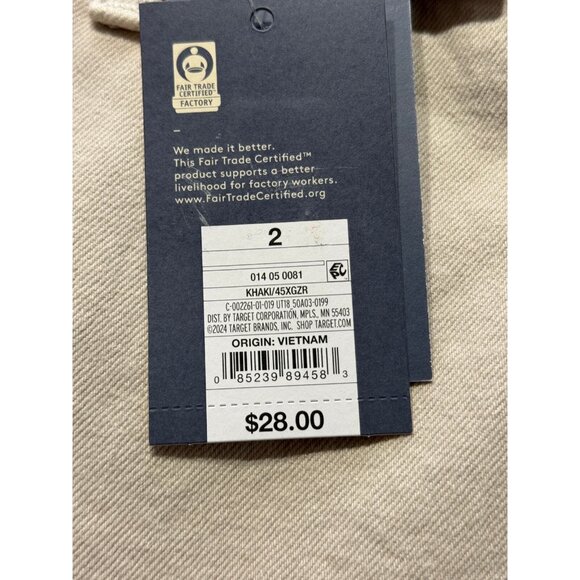 FAIR TRADE
CERTIFIED
FACTORY
–
We made it better.
This Fair Trade Certified™
product supports a better
livelihood for factory workers.
www.FairTradeCertified.org
2
014 05 0081
KHAKI/45XGZR
C-002261-01-019 UT18_50A03-0199
DIST. BY TARGET CORPORATION, MPLS., MN 55403
©2024 TARGET BRANDS, INC. SHOP TARGET.COM
ORIGIN: VIETNAM
0 85239 89458 3
$28.00